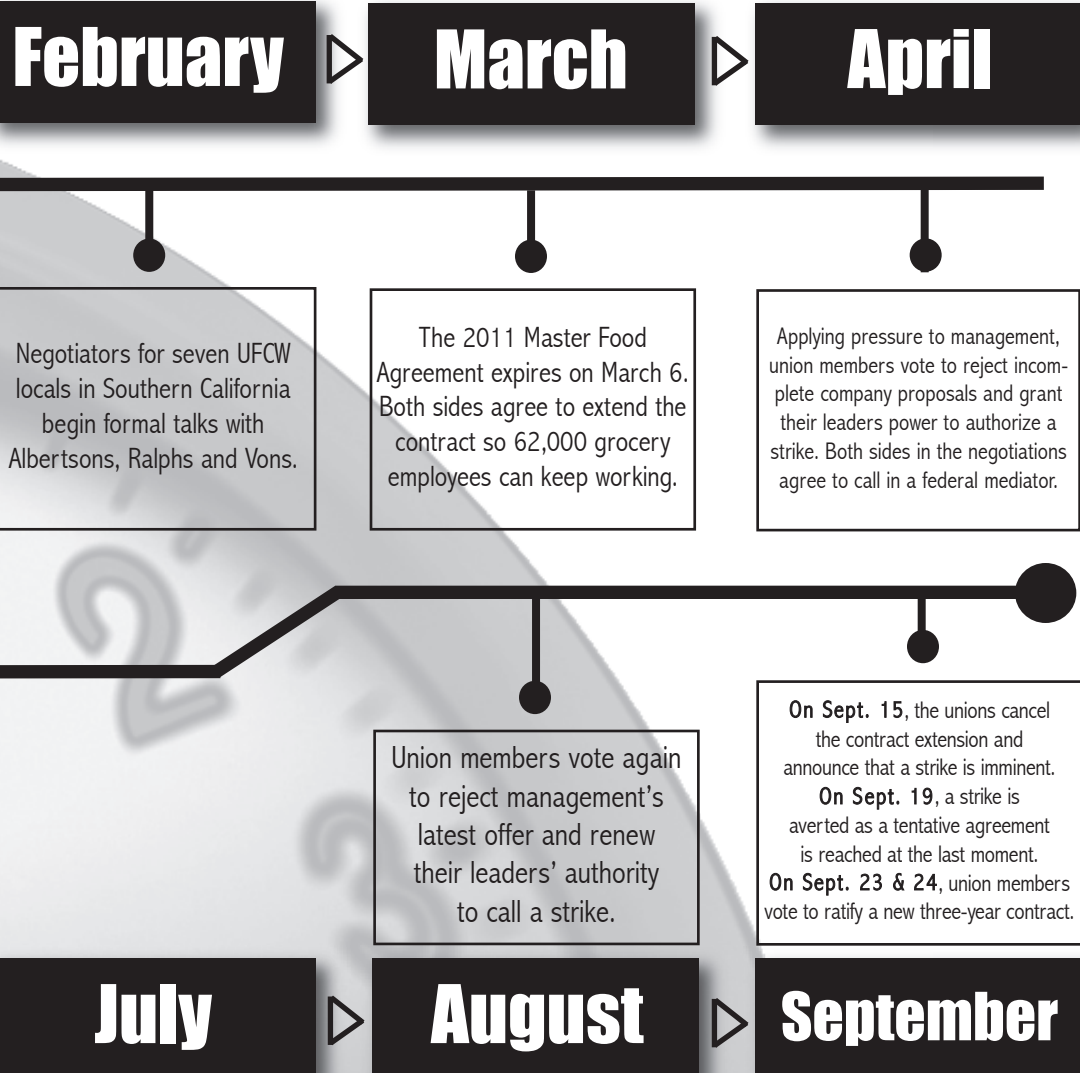 February
March
April
Negotiators for seven UFCW
locals in Southern California
begin formal talks with
Albertsons, Ralphs and Vons.
The 2011 Master Food
Agreement expires on March 6.
Both sides agree to extend the
contract so 62,000 grocery
employees can keep working.
Applying pressure to management,
union members vote to reject incom-
plete company proposals and grant
their leaders power to authorize a
strike. Both sides in the negotiations
agree to call in a federal mediator.
2
3
Union members vote again
to reject management's
latest offer and renew
their leaders' authority
to call a strike.
On Sept. 15, the unions cancel
the contract extension and
announce that a strike is imminent.
On Sept. 19, a strike is
averted as a tentative agreement
is reached at the last moment.
On Sept. 23 & 24, union members
vote to ratify a new three-year contract.
July
August
September